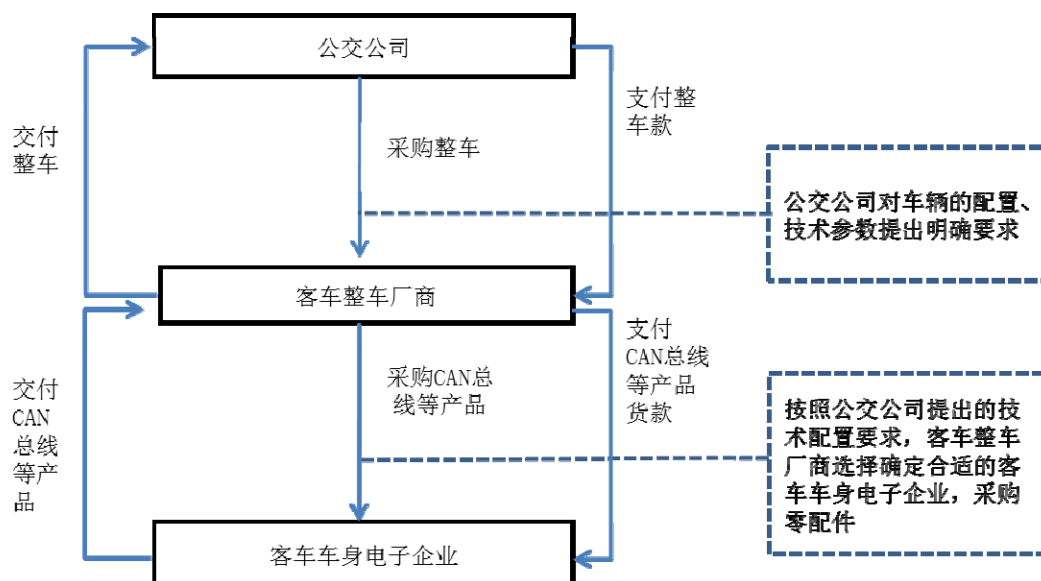 公交公司
交付
整车
采购整车
支付整
车款
公交公司对车辆的配置、
技术参数提出明确要求
客车整车厂商
交付
CAN
总线
等产
品
采购CAN总
线等产品
支付
CAN总线
等产品
货款
按照公交公司提出的技
术配置要求，客车整车
厂商选择确定合适的客
车车身电子企业，采购
零配件
客车车身电子企业